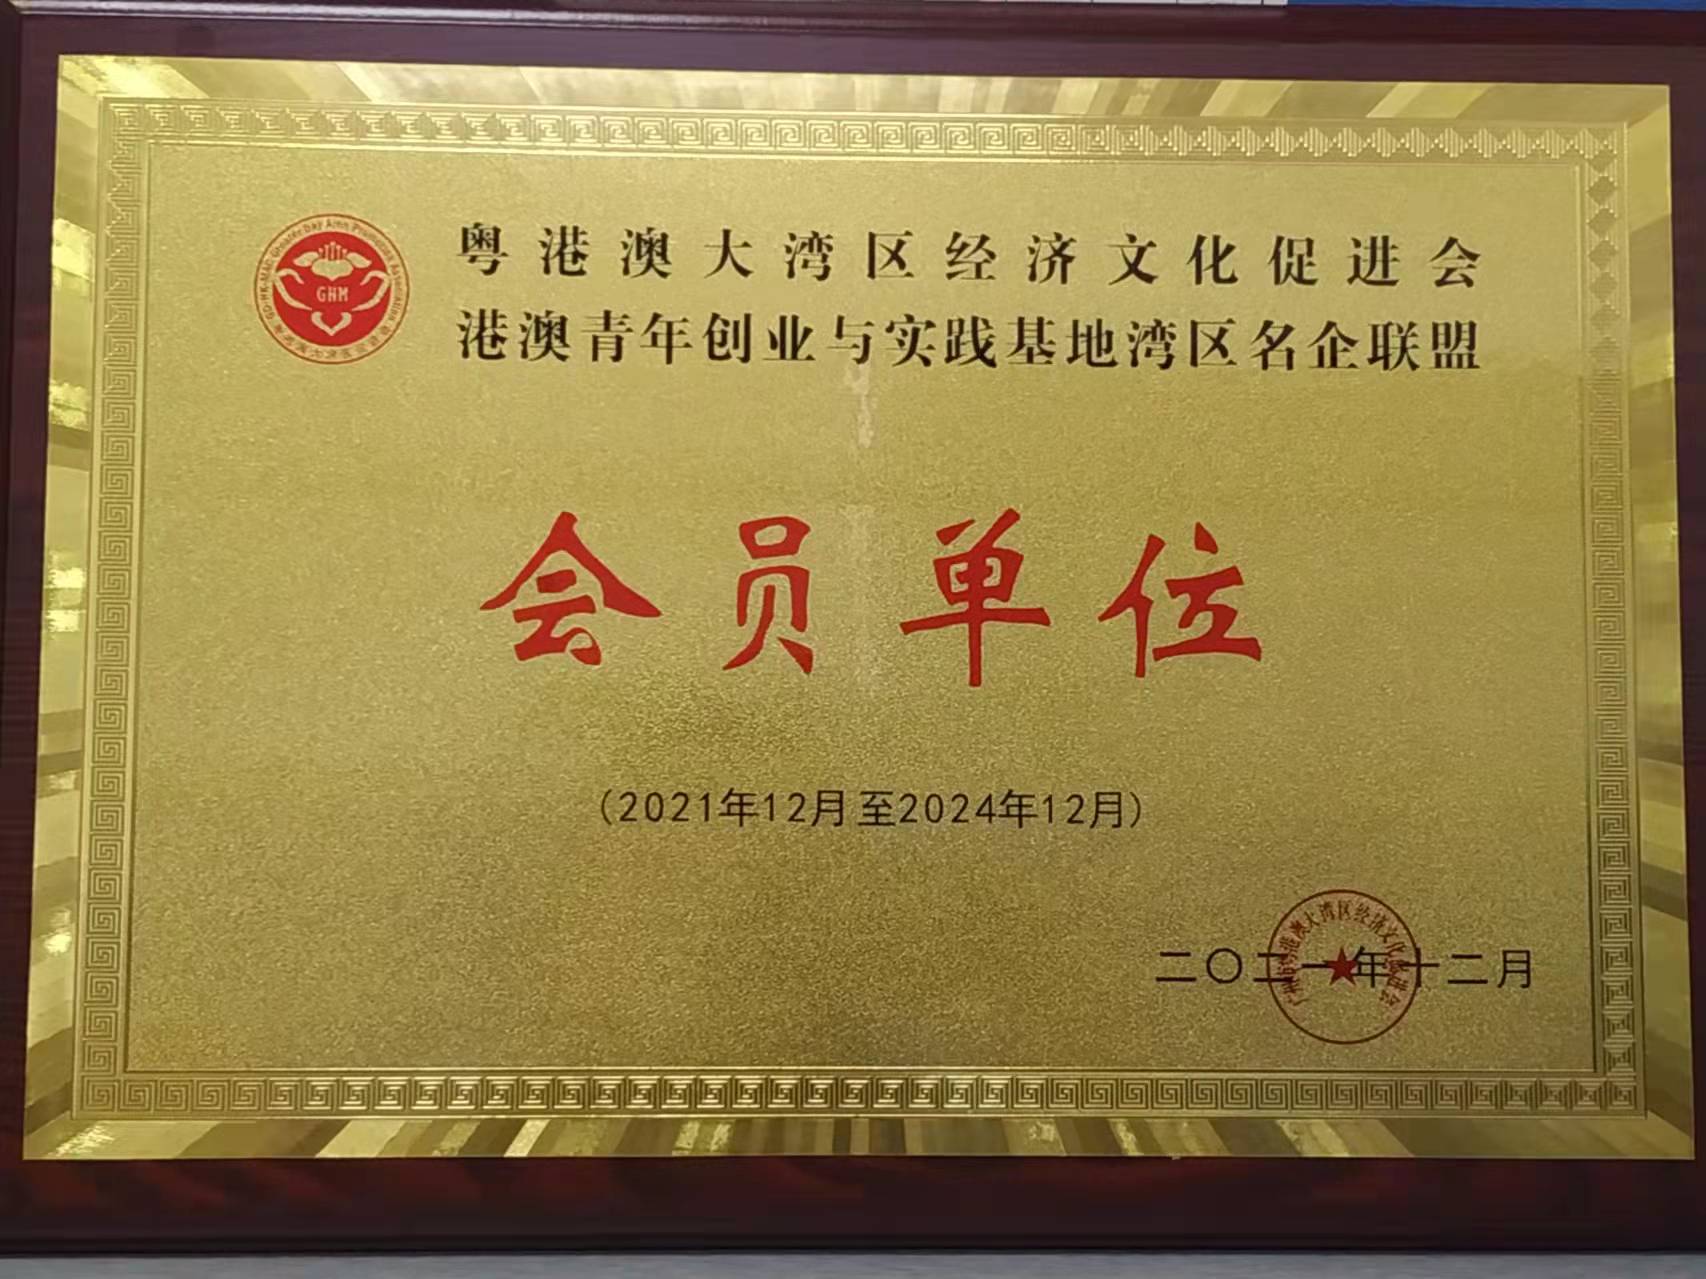 粤港澳大湾区经济文化促进会
港澳青年创业与实践基地湾区名企联盟
GHM
会员单位
(2021年12月至2024年12月)
二〇二一年十二月